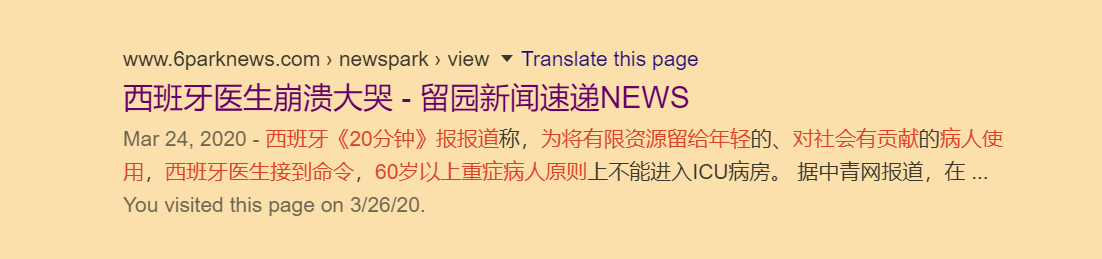 www.6parknews.com › newspark › view ▼ Translate this page
西班牙医生崩溃大哭 - 留园新闻速递NEWS
Mar 24, 2020 - 西班牙《20分钟》报报道称，为将有限资源留给年轻的、对社会有贡献的病人使
用，西班牙医生接到命令，60岁以上重症病人原则上不能进入ICU病房。 据中青网报道，在 ...
You visited this page on 3/26/20.